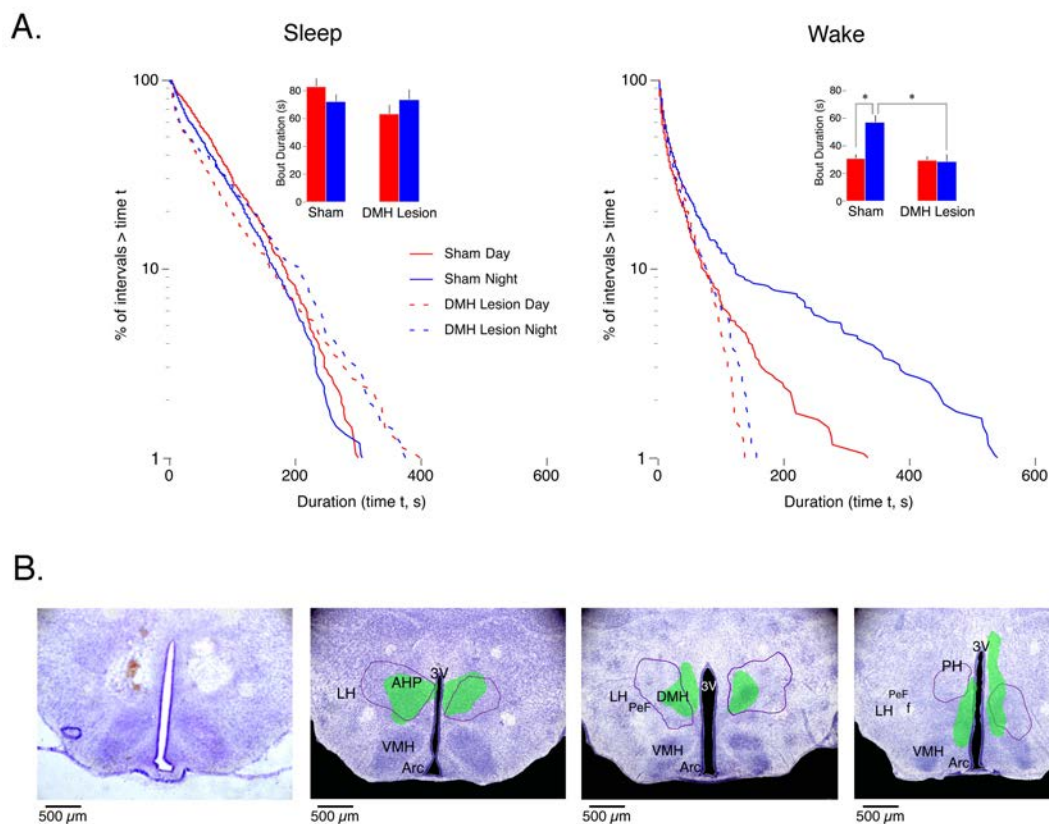 A.
Sleep
Wake
100
10
1
% of intervals > time t
0
200
400
600
Duration (time t, s)
80
60
40
20
0
Bout Duration (s)
Sham
DMH Lesion
Sham Day
Sham Night
DMH Lesion Day
DMH Lesion Night
100
10
1
% of intervals > time t
0
200
400
600
Duration (time t, s)
80
60
40
20
0
Bout Duration (s)
*
*
Sham
DMH Lesion
B.
500 µm
3V
AHP
LH
VMH
Arc
500 µm
3V
LH
DMH
PeF
VMH
Arc
500 µm
3V
PH
PeF
LH
f
VMH
Arc
500 µm